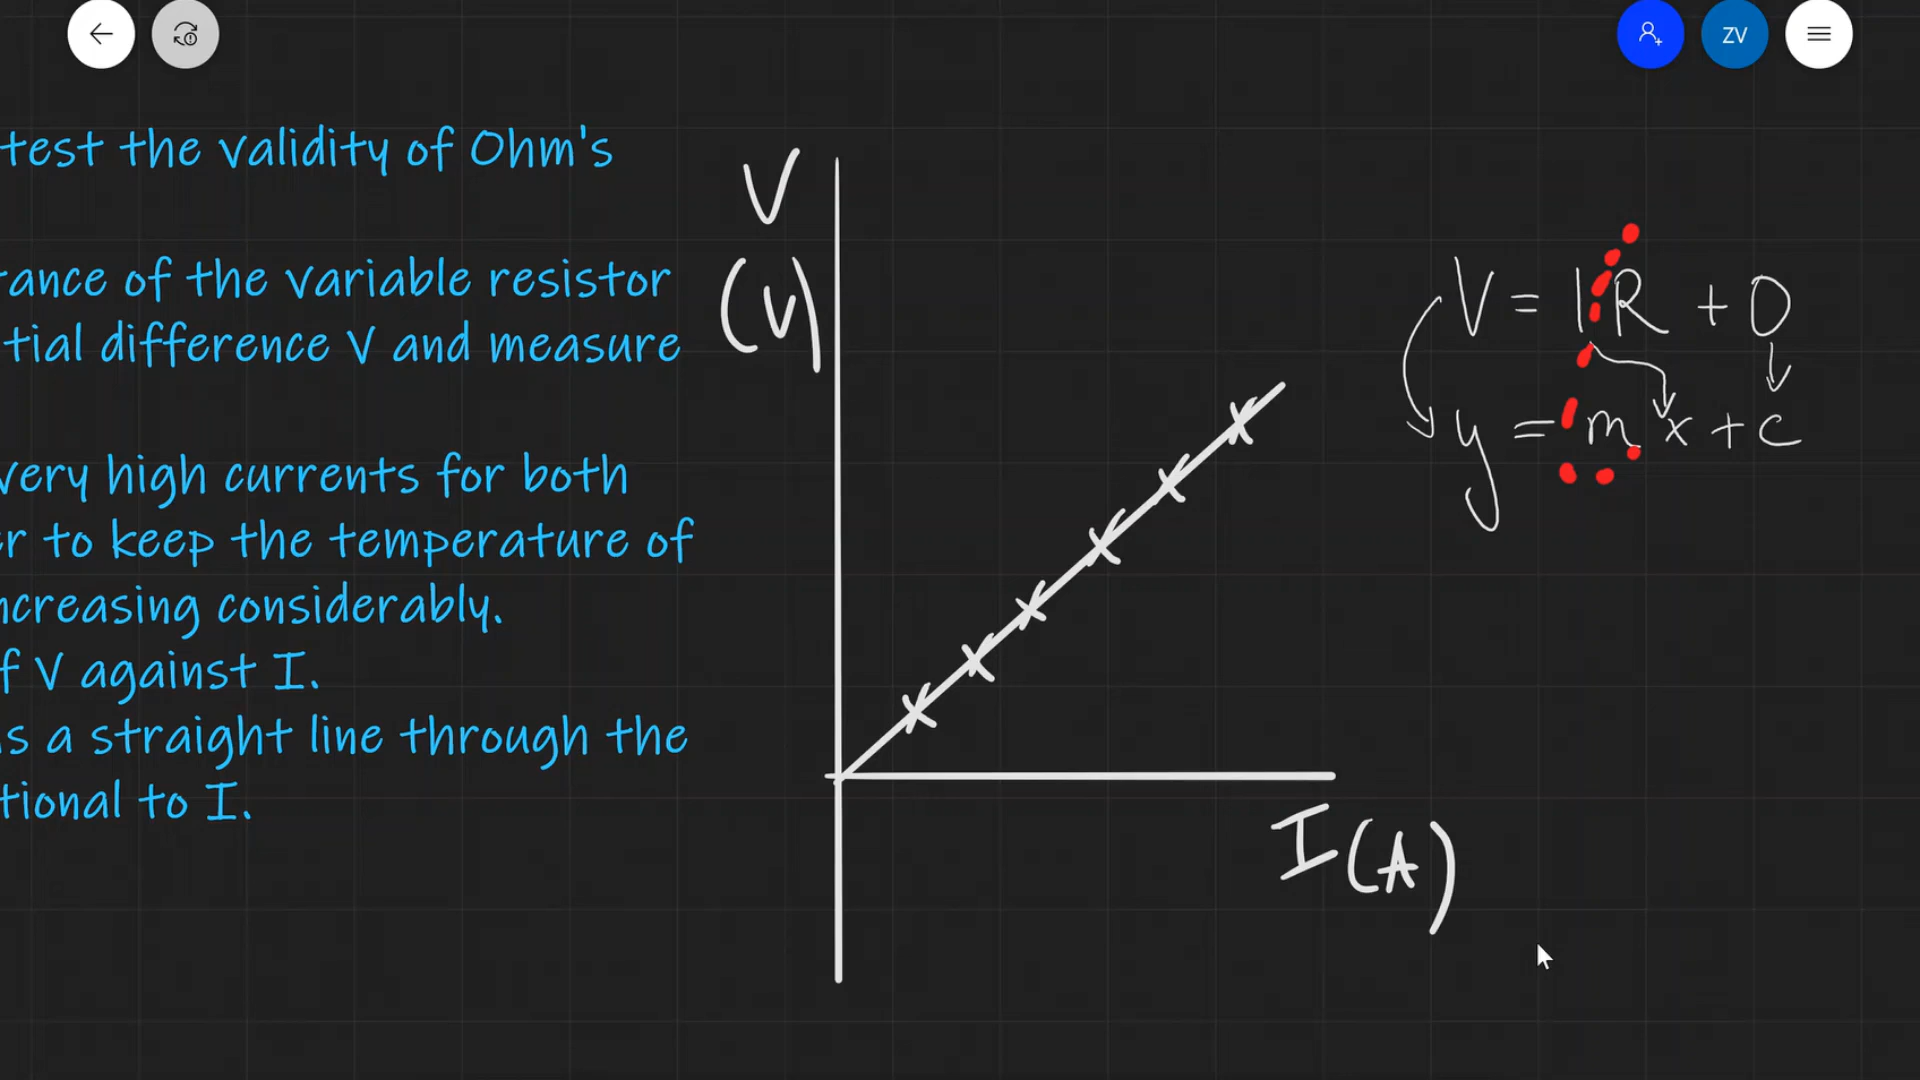 ZV
test the validity of Ohm's
tance of the variable resistor
tial difference V and measure
very high currents for both
r to keep the temperature of
ncreasing considerably.
f V against I.
s a straight line through the
tional to I.
V
(V)
I (A)
V = IR + 0
y = mx + c